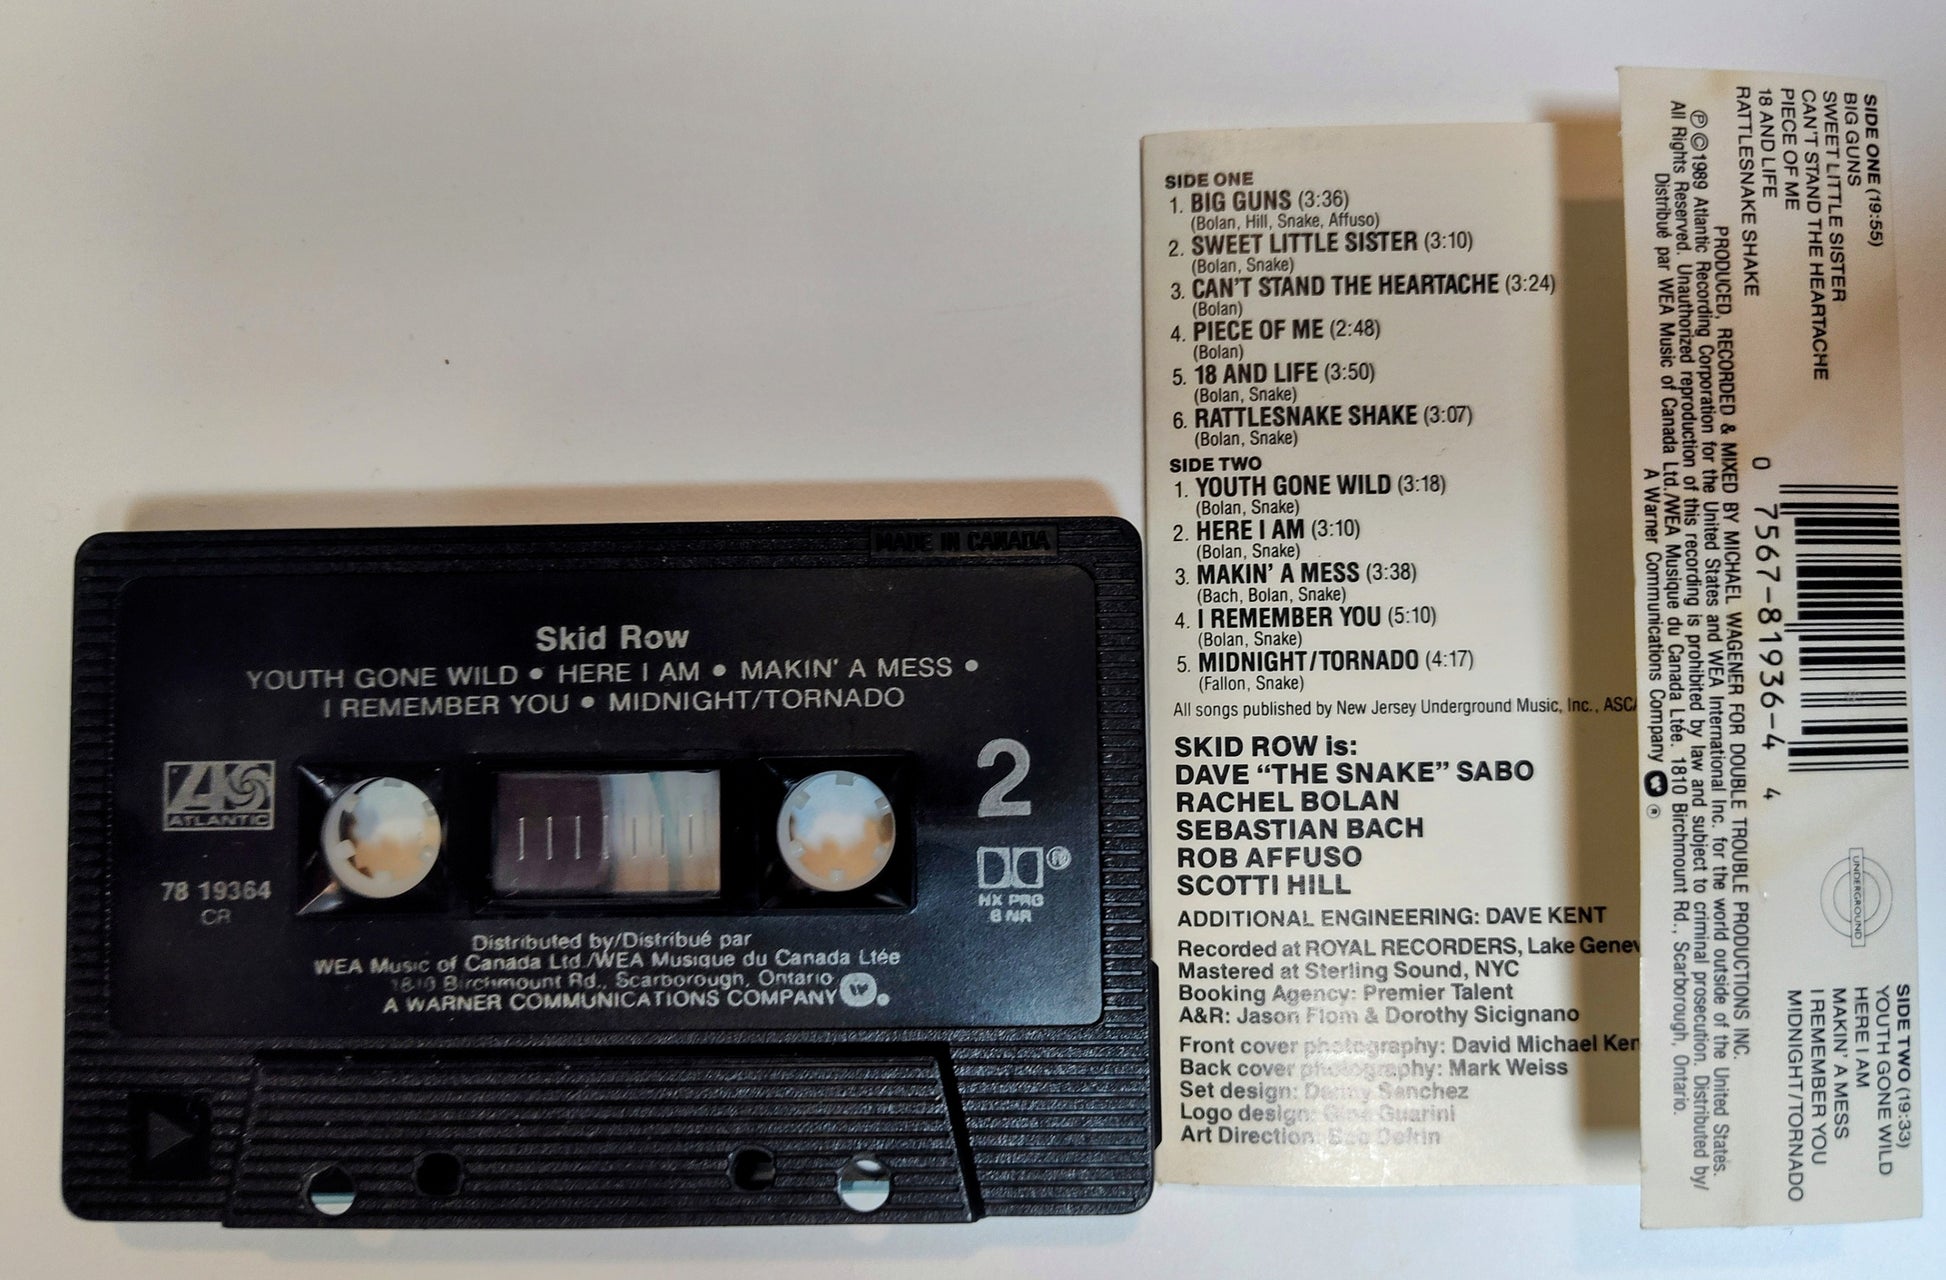 MADE IN CANADA
Skid Row
YOUTH GONE WILD • HERE I AM • MAKIN' A MESS •
I REMEMBER YOU • MIDNIGHT/TORNADO
ATLANTIC
2
78 19364
CR
HX PRO
B NR
Distributed by/Distribué par
WEA Music of Canada Ltd./WEA Musique du Canada Ltée
1810 Birchmount Rd., Scarborough, Ontario
A WARNER COMMUNICATIONS COMPANY
SIDE ONE
1. BIG GUNS (3:36)
(Bolan, Hill, Snake, Affuso)
2. SWEET LITTLE SISTER (3:10)
(Bolan, Snake)
3. CAN'T STAND THE HEARTACHE (3:24)
(Bolan)
4. PIECE OF ME (2:48)
(Bolan)
5. 18 AND LIFE (3:50)
(Bolan, Snake)
6. RATTLESNAKE SHAKE (3:07)
(Bolan, Snake)
SIDE TWO
1. YOUTH GONE WILD (3:18)
(Bolan, Snake)
2. HERE I AM (3:10)
(Bolan, Snake)
3. MAKIN' A MESS (3:38)
(Bach, Bolan, Snake)
4. I REMEMBER YOU (5:10)
(Bolan, Snake)
5. MIDNIGHT/TORNADO (4:17)
(Fallon, Snake)
All songs published by New Jersey Underground Music, Inc., ASCA
SKID ROW is:
DAVE "THE SNAKE" SABO
RACHEL BOLAN
SEBASTIAN BACH
ROB AFFUSO
SCOTTI HILL
ADDITIONAL ENGINEERING: DAVE KENT
Recorded at ROYAL RECORDERS, Lake Genev
Mastered at Sterling Sound, NYC
Booking Agency: Premier Talent
A&R: Jason Flom & Dorothy Sicignano
Front cover photography: David Michael Ken
Back cover photography: Mark Weiss
Set design: Sanchez
Logo design: Guarini
Art Direction: Bob Defrin
SIDE ONE (19:55)
BIG GUNS
SWEET LITTLE SISTER
CAN'T STAND THE HEARTACHE
PIECE OF ME
18 AND LIFE
RATTLESNAKE SHAKE
0 7567-81936-4 4
UNDERGROUND
SIDE TWO (19:33)
YOUTH GONE WILD
HERE I AM
MAKIN' A MESS
I REMEMBER YOU
MIDNIGHT/TORNADO
PRODUCED, RECORDED & MIXED BY MICHAEL WAGENER FOR DOUBLE TROUBLE PRODUCTIONS INC.
℗©1989 Atlantic Recording Corporation for the United States and WEA International Inc. for the world outside of the United States.
All Rights Reserved. Unauthorized reproduction of this recording is prohibited by law and subject to criminal prosecution. Distributed by/
Distribué par WEA Music of Canada Ltd./WEA Musique du Canada Ltée. 1810 Birchmount Rd., Scarborough, Ontario.
A Warner Communications Company ®